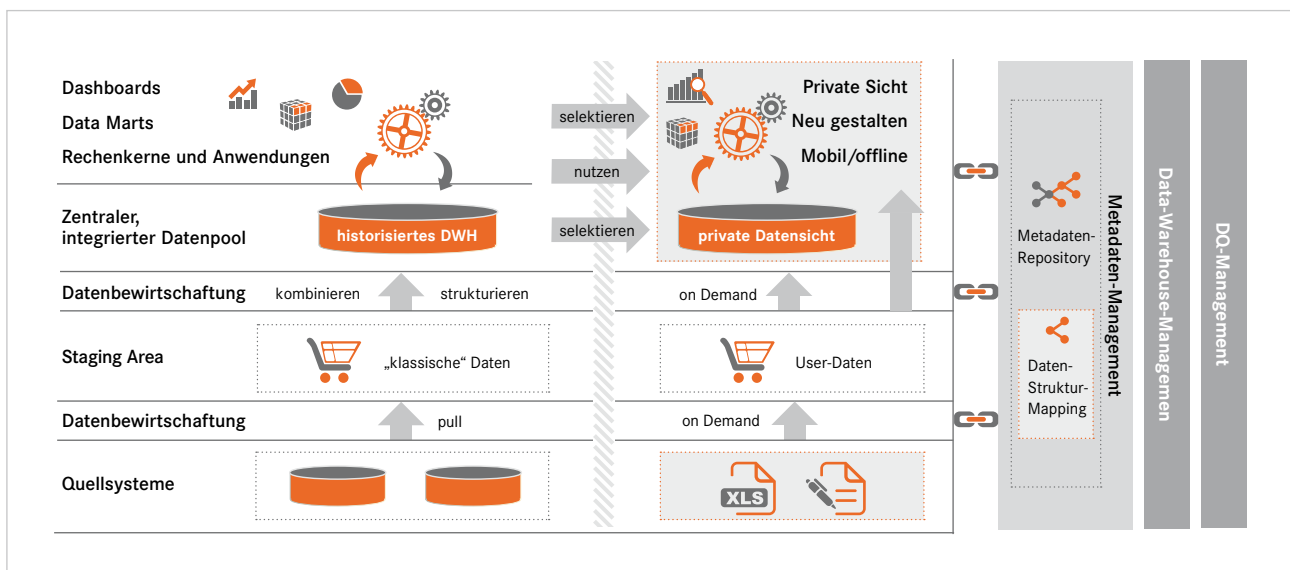 Dashboards
Data Marts
Rechenkerne und Anwendungen
selektieren
nutzen
Private Sicht
Neu gestalten
Mobil/offline
Zentraler,
integrierter Datenpool
historisiertes DWH
selektieren
private Datensicht
Datenbewirtschaftung
kombinieren
strukturieren
on Demand
Staging Area
„klassische“ Daten
User-Daten
Datenbewirtschaftung
pull
on Demand
Quellsysteme
XLS
Metadaten-
Repository
Daten-
Struktur-
Mapping
Metadaten-Management
Data-Warehouse-Managemen
DQ-Management